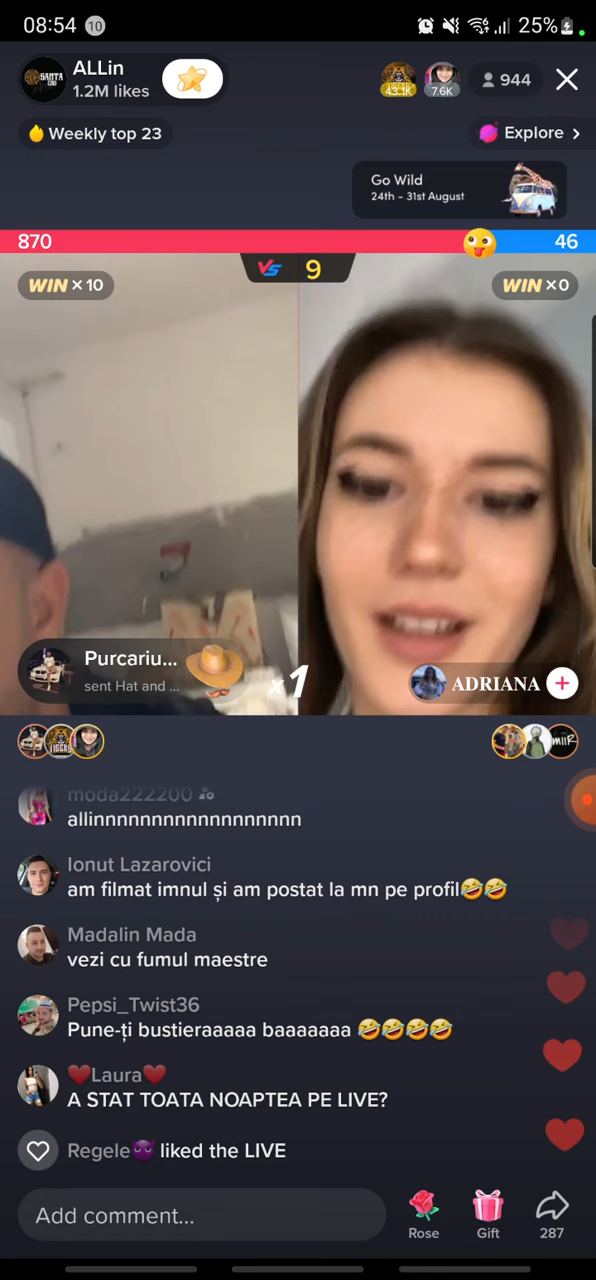 08:54 10 25%
ALLin
1.2M likes
43.1K 7.6K 944
Weekly top 23
Explore >
Go Wild
24th - 31st August
870 46
VS 9
WIN × 10 WIN × 0
Purcariu...
sent Hat and ...
x1
ADRIANA
moda222200
allinnnnnnnnnnnnnnnnnnn
Ionut Lazarovici
am filmat imnul și am postat la mn pe profil🤣🤣
Madalin Mada
vezi cu fumul maestre
Pepsi_Twist36
Pune-ți bustieraaaaa baaaaaaa 🤣🤣🤣🤣
❤️Laura❤️
A STAT TOATA NOAPTEA PE LIVE?
Regele😈 liked the LIVE
Add comment...
Rose Gift 287